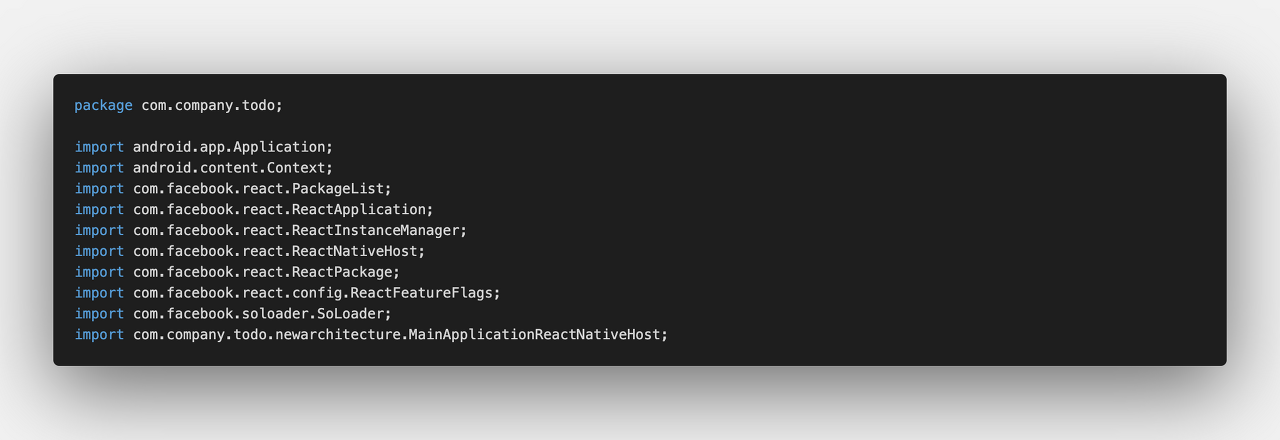 package com.company.todo;
import android.app.Application;
import android.content.Context;
import com.facebook.react.PackageList;
import com.facebook.react.ReactApplication;
import com.facebook.react.ReactInstanceManager;
import com.facebook.react.ReactNativeHost;
import com.facebook.react.ReactPackage;
import com.facebook.react.config.ReactFeatureFlags;
import com.facebook.soloader.SoLoader;
import com.company.todo.newarchitecture.MainApplicationReactNativeHost;